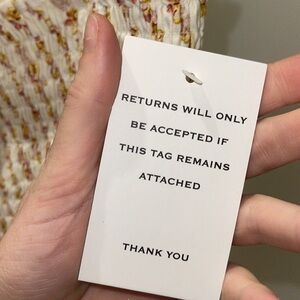 RETURNS WILL ONLY
BE ACCEPTED IF
THIS TAG REMAINS
ATTACHED
THANK YOU